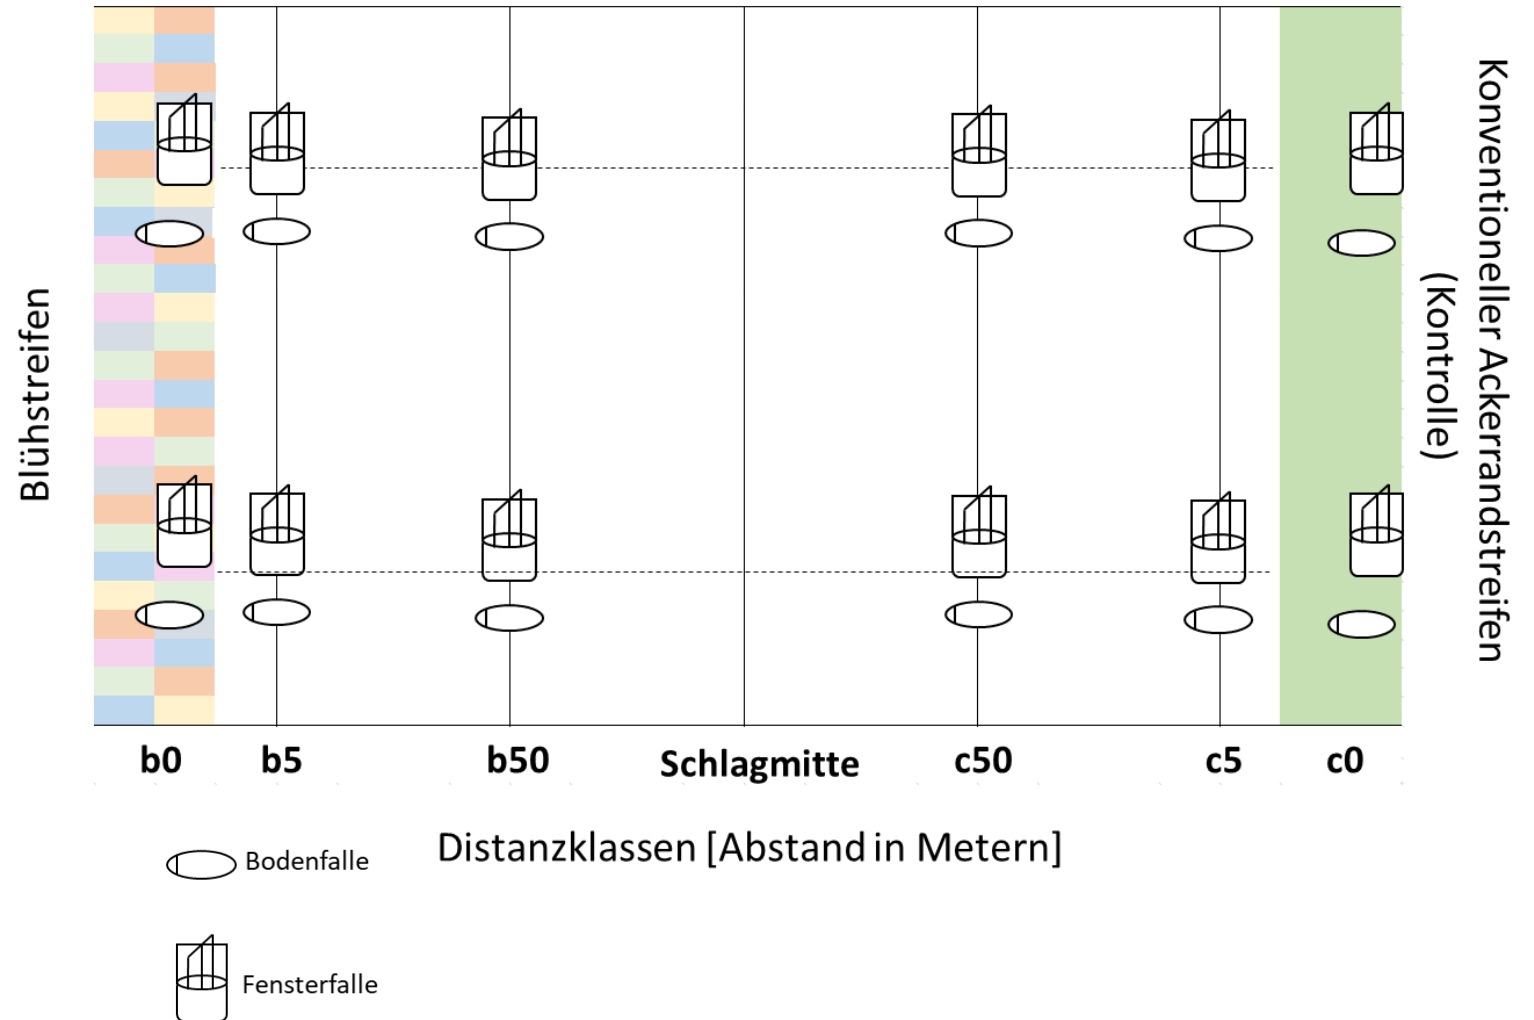 Blühstreifen
Konventioneller Ackerrandstreifen
(Kontrolle)
b0 b5 b50 Schlagmitte c50 c5 c0
Distanzklassen [Abstand in Metern]
Bodenfalle
Fensterfalle